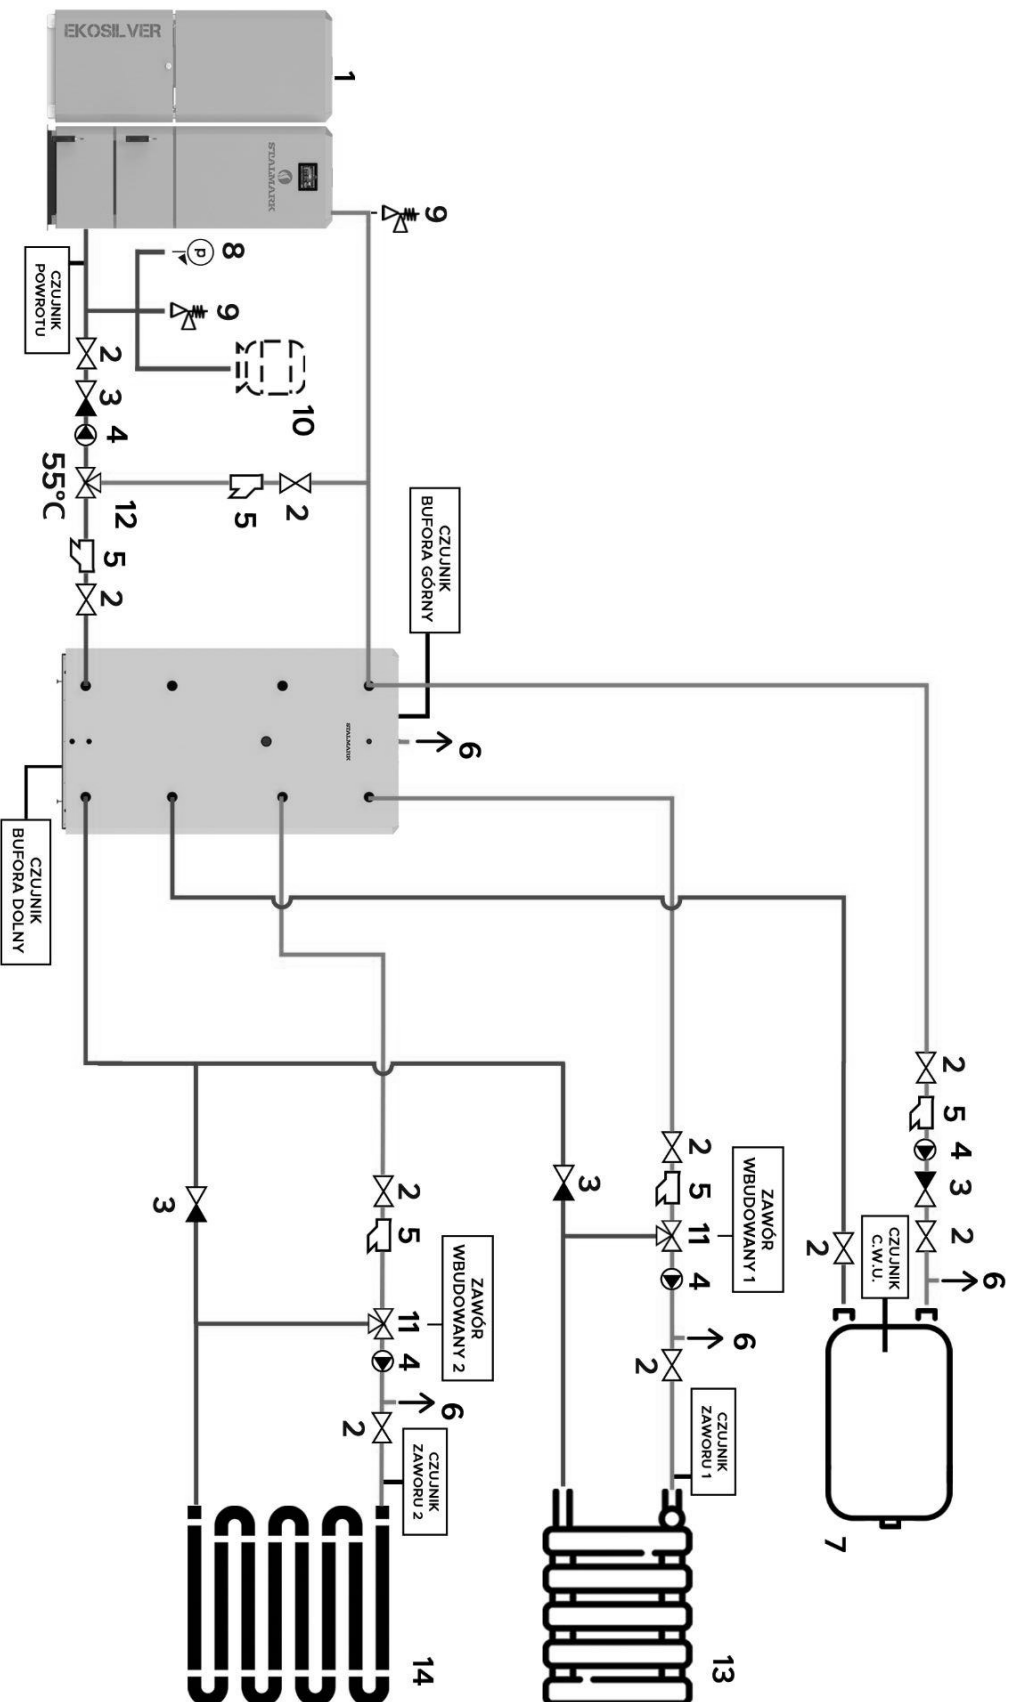 6
2 5 4 3 2
CZUJNIK
C.W.U.
7
2
ZAWÓR
WBUDOWANY 1
6
13
CZUJNIK
ZAWORU 1
2 5 11 4
2
3
6
ZAWÓR
WBUDOWANY 2
6
9
CZUJNIK
BUFORA GÓRNY
CZUJNIK
ZAWORU 2
14
2 5 11 4
2
STALMARK
1
10
2
STALMARK
5
8
9
p
3
EKOSILVER
2 3 4 12 5 2
55°C
CZUJNIK
POWROTU
CZUJNIK
BUFORA DOLNY